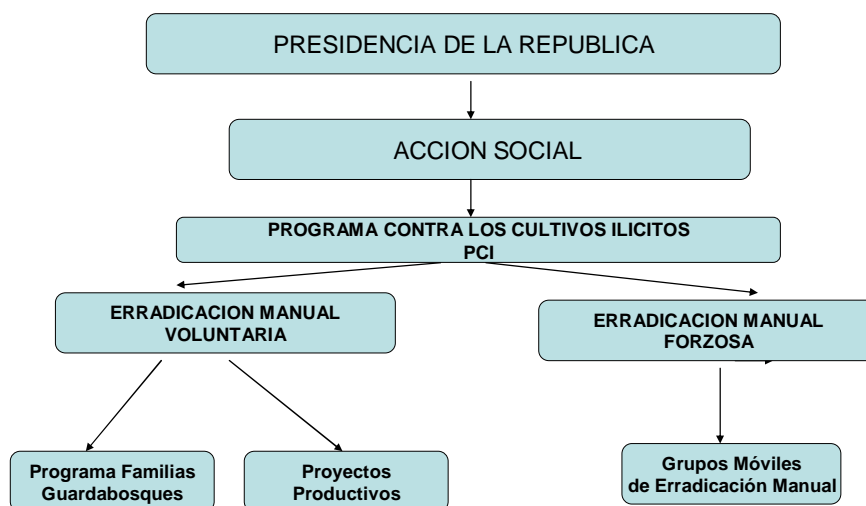 PRESIDENCIA DE LA REPUBLICA
ACCION SOCIAL
PROGRAMA CONTRA LOS CULTIVOS ILICITOS
PCI
ERRADICACION MANUAL
VOLUNTARIA
ERRADICACION MANUAL
FORZOSA
Programa Familias
Guardabosques
Proyectos
Productivos
Grupos Móviles
de Erradicación Manual